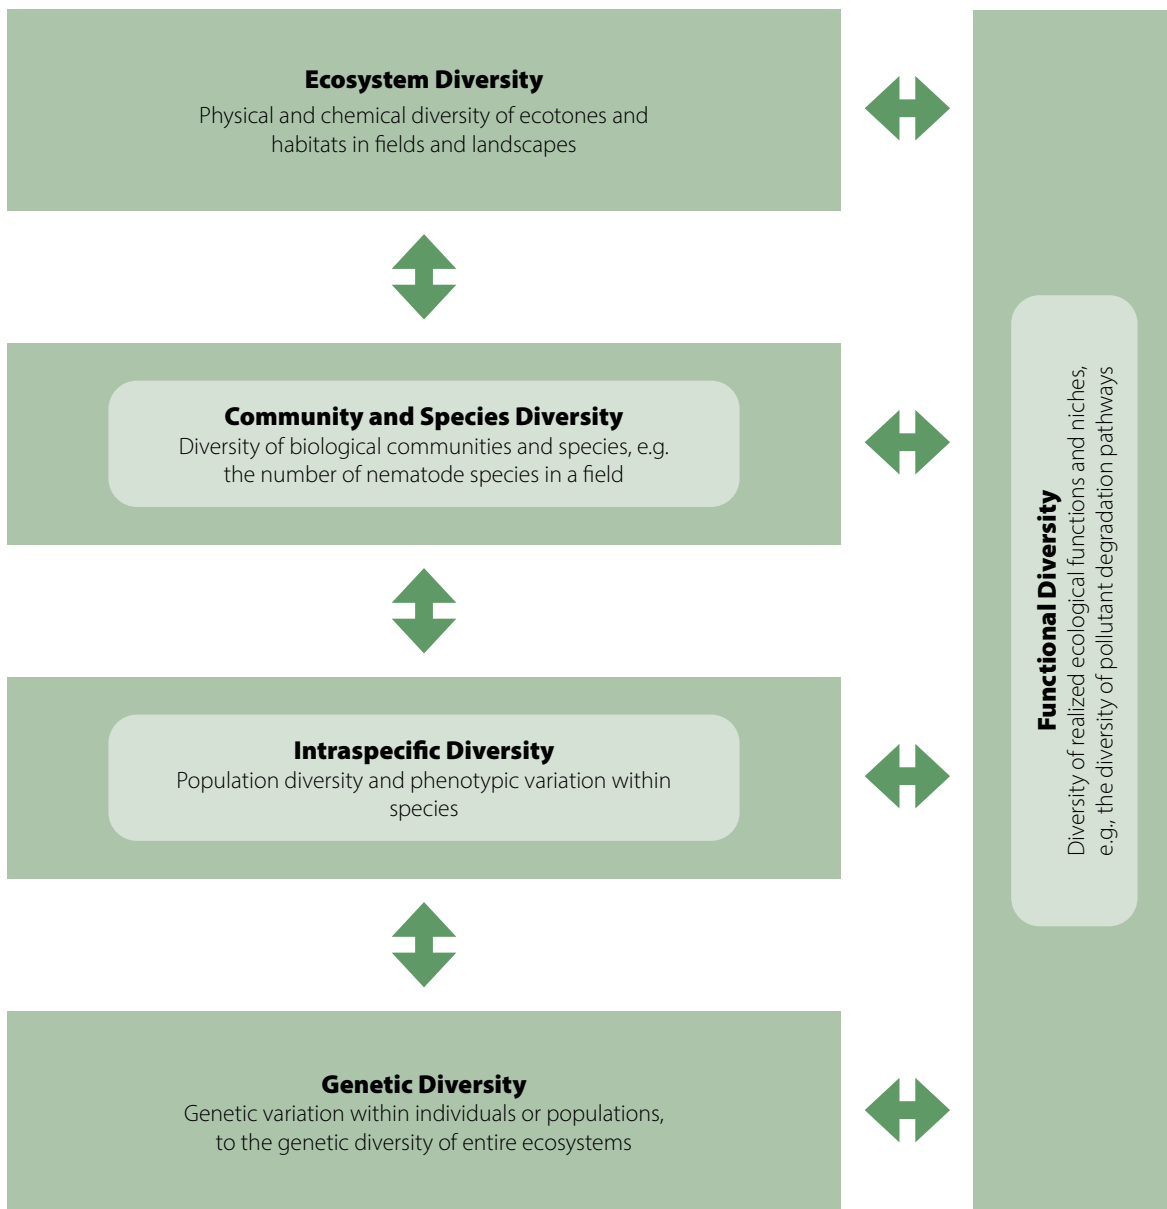 Ecosystem Diversity
Physical and chemical diversity of ecotones and
habitats in fields and landscapes
Community and Species Diversity
Diversity of biological communities and species, e.g.
the number of nematode species in a field
Intraspecific Diversity
Population diversity and phenotypic variation within
species
Genetic Diversity
Genetic variation within individuals or populations,
to the genetic diversity of entire ecosystems
Functional Diversity
Diversity of realized ecological functions and niches,
e.g., the diversity of pollutant degradation pathways